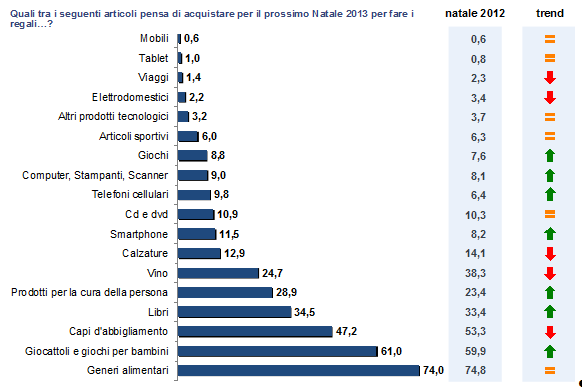 Quali tra i seguenti articoli pensa di acquistare per il prossimo Natale 2013 per fare i
regali...? natale 2012 trend
Mobili 0,6 0,6
Tablet 1,0 0,8
Viaggi 1,4 2,3
Elettrodomestici 2,2 3,4
Altri prodotti tecnologici 3,2 3,7
Articoli sportivi 6,0 6,3
Giochi 8,8 7,6
Computer, Stampanti, Scanner 9,0 8,1
Telefoni cellulari 9,8 6,4
Cd e dvd 10,9 10,3
Smartphone 11,5 8,2
Calzature 12,9 14,1
Vino 24,7 38,3
Prodotti per la cura della persona 28,9 23,4
Libri 34,5 33,4
Capi d'abbigliamento 47,2 53,3
Giocattoli e giochi per bambini 61,0 59,9
Generi alimentari 74,0 74,8